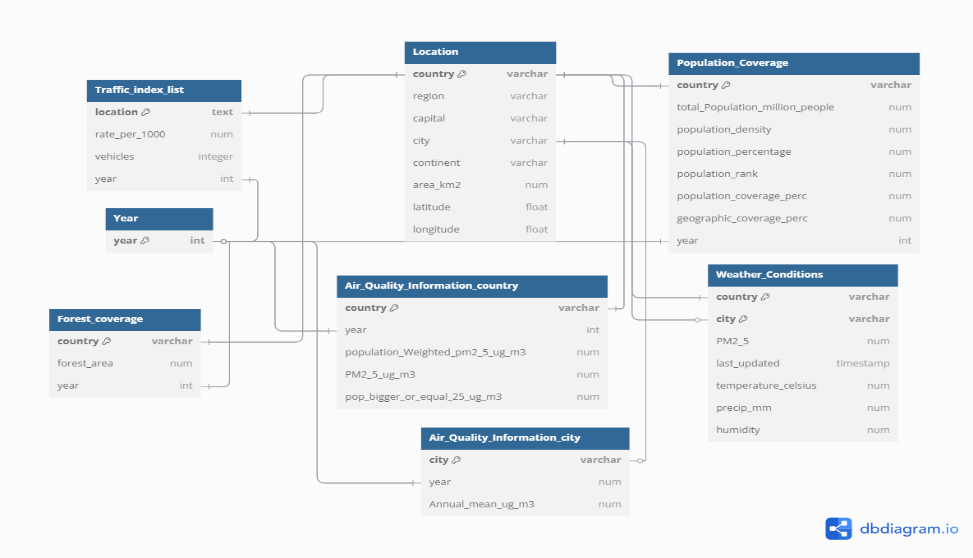 Location
country varchar
region varchar
capital varchar
city varchar
continent varchar
area_km2 num
latitude float
longitude float
Population_Coverage
country varchar
total_Population_million_people num
population_density num
population_percentage num
population_rank num
population_coverage_perc num
geographic_coverage_perc num
year int
Traffic_index_list
location text
rate_per_1000 num
vehicles integer
year int
Year
year int
Forest_coverage
country varchar
forest_area num
year int
Air_Quality_Information_country
country varchar
year int
population_Weighted_pm2_5_ug_m3 num
PM2_5_ug_m3 num
pop_bigger_or_equal_25_ug_m3 num
Weather_Conditions
country varchar
city varchar
PM2_5 num
last_updated timestamp
temperature_celsius num
precip_mm num
humidity num
Air_Quality_Information_city
city varchar
year num
Annual_mean_ug_m3 num
dbdiagram.io